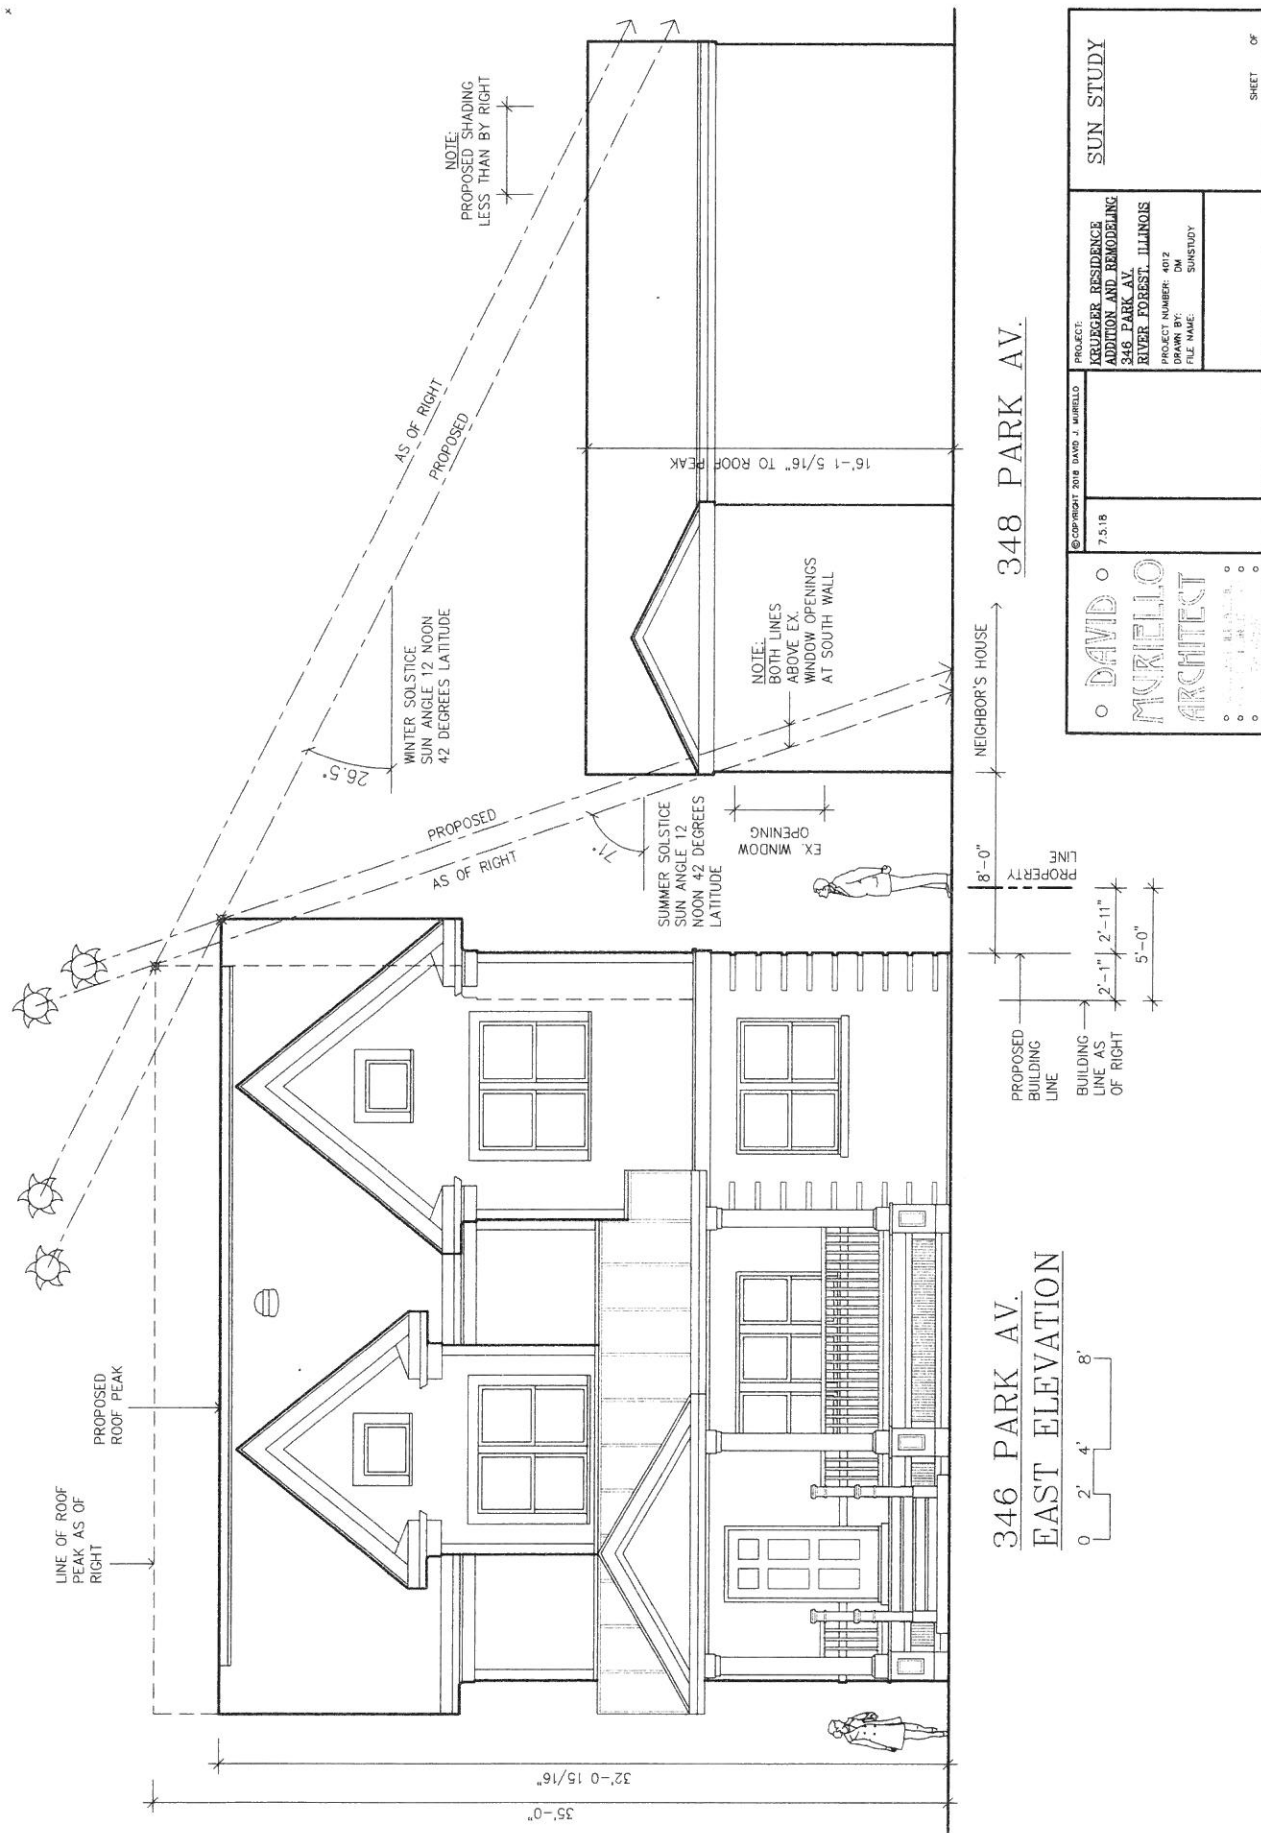 LINE OF ROOF
PEAK AS OF
RIGHT
PROPOSED
ROOF PEAK
35'-0"
32'-0 15/16"
AS OF RIGHT
PROPOSED
NOTE:
PROPOSED SHADING
LESS THAN BY RIGHT
26.5°
WINTER SOLSTICE
SUN ANGLE 12 NOON
42 DEGREES LATITUDE
PROPOSED
AS OF RIGHT
71°
SUMMER SOLSTICE
SUN ANGLE 12
NOON 42 DEGREES
LATITUDE
EX. WINDOW
OPENING
NOTE:
BOTH LINES
ABOVE EX.
WINDOW OPENINGS
AT SOUTH WALL
16'-1 5/16" TO ROOF PEAK
8'-0"
NEIGHBOR'S HOUSE
PROPERTY
LINE
2'-1"
2'-11"
5'-0"
PROPOSED
BUILDING
LINE
BUILDING
LINE AS
OF RIGHT
346 PARK AV.
EAST ELEVATION
0 2' 4' 8'
348 PARK AV.
DAVID
MURIELLO
ARCHITECT
©COPYRIGHT 2018 DAVID J. MURIELLO
7.5.18
PROJECT:
KRUEGER RESIDENCE
ADDITION AND REMODELING
346 PARK AV.
RIVER FOREST, ILLINOIS
PROJECT NUMBER: 4012
DRAWN BY: DM
FILE NAME: SUNSTUDY
SUN STUDY
SHEET OF